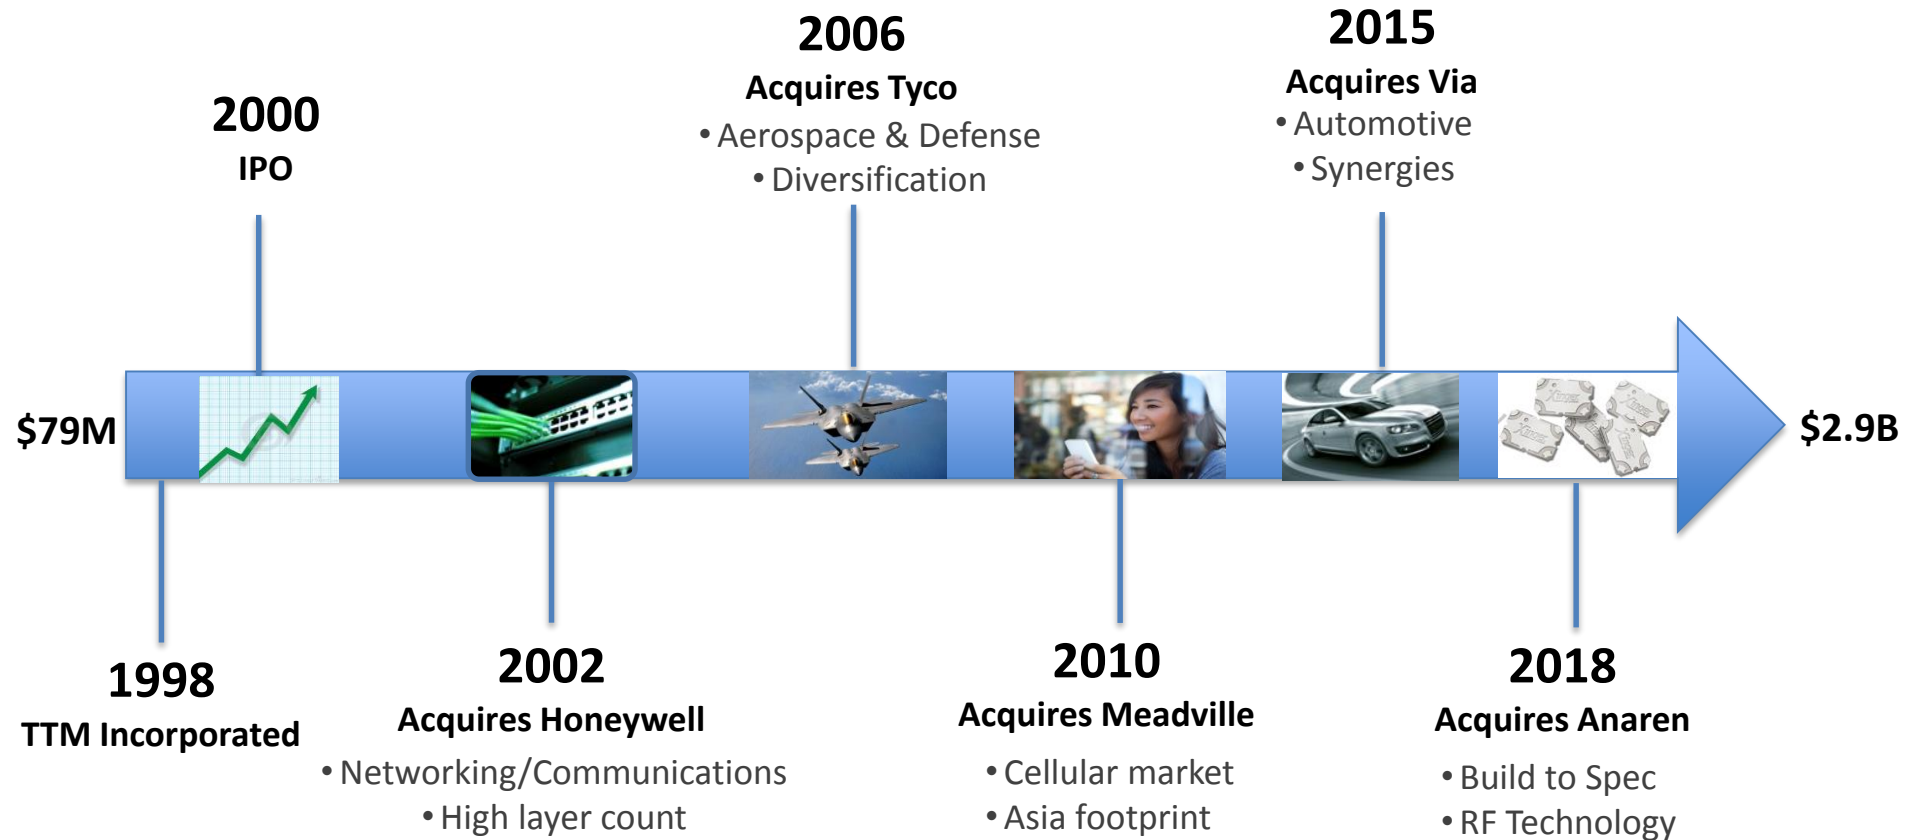 2000
IPO
2006
Acquires Tyco
• Aerospace & Defense
• Diversification
2015
Acquires Via
• Automotive
• Synergies
$79M
$2.9B
1998
TTM Incorporated
2002
Acquires Honeywell
• Networking/Communications
• High layer count
2010
Acquires Meadville
• Cellular market
• Asia footprint
2018
Acquires Anaren
• Build to Spec
• RF Technology